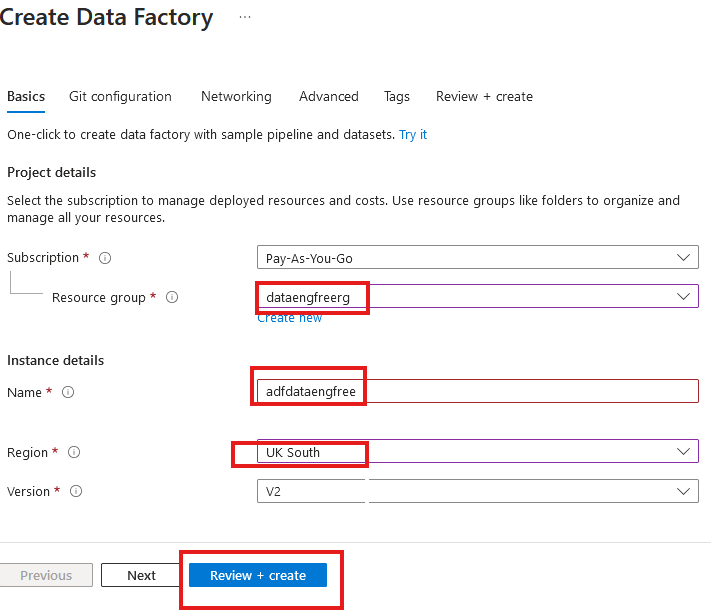 Create Data Factory ...
Basics Git configuration Networking Advanced Tags Review + create
One-click to create data factory with sample pipeline and datasets. Try it
Project details
Select the subscription to manage deployed resources and costs. Use resource groups like folders to organize and
manage all your resources.
Subscription * Pay-As-You-Go
Resource group * dataengfreerg
Create new
Instance details
Name * adfdataengfree
Region * UK South
Version * V2
Previous Next Review + create